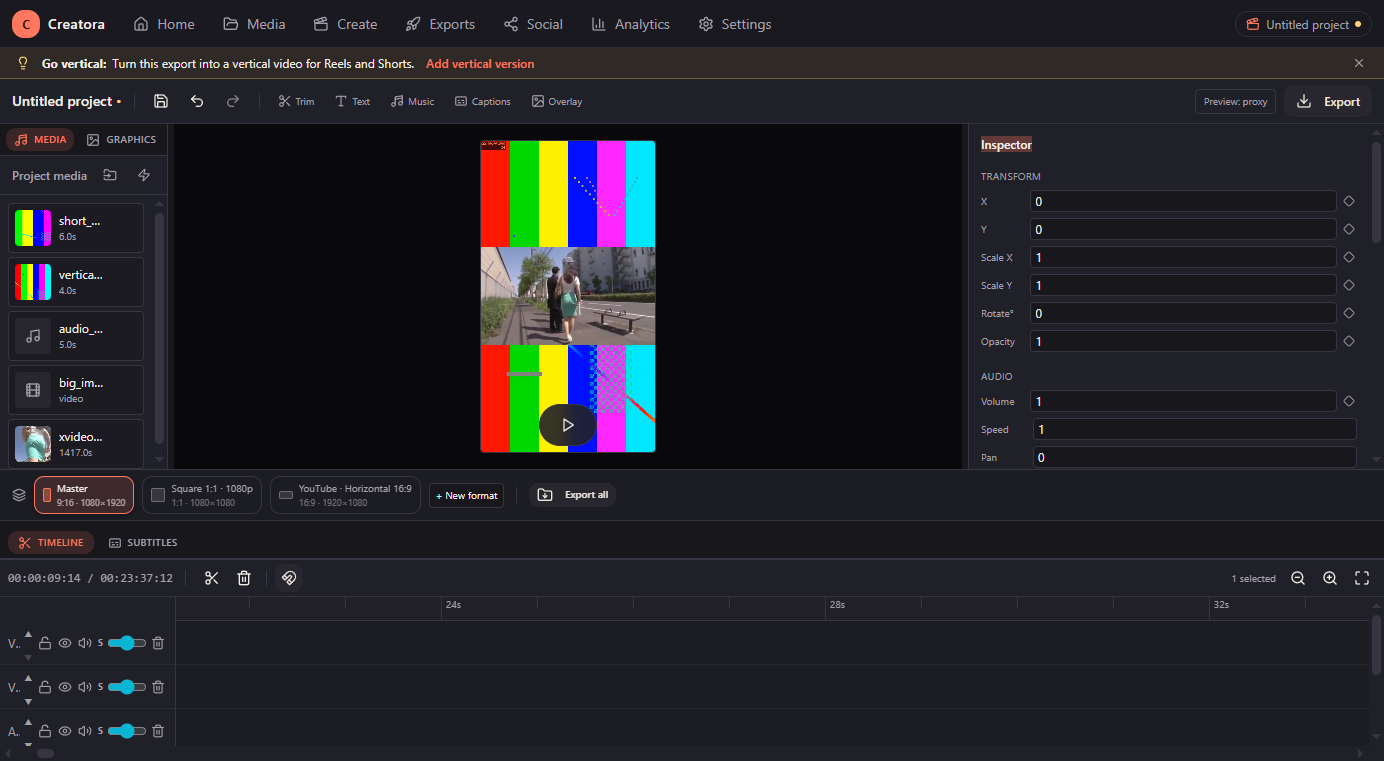 C Creatora Home Media Create Exports Social Analytics Settings Untitled project
Go vertical: Turn this export into a vertical video for Reels and Shorts. Add vertical version
Untitled project • Trim Text Music Captions Overlay Preview: proxy Export
MEDIA GRAPHICS
Project media
short_...
6.0s
vertica...
4.0s
audio_...
5.0s
big_im...
video
xvideo...
1417.0s
Inspector
TRANSFORM
X 0
Y 0
Scale X 1
Scale Y 1
Rotate° 0
Opacity 1
AUDIO
Volume 1
Speed 1
Pan 0
Master
9:16 · 1080×1920
Square 1:1 · 1080p
1:1 · 1080×1080
YouTube · Horizontal 16:9
16:9 · 1920×1080
+ New format
Export all
TIMELINE SUBTITLES
00:00:09:14 / 00:23:37:12 1 selected
24s 28s 32s
V.. S
V.. S
A.. S